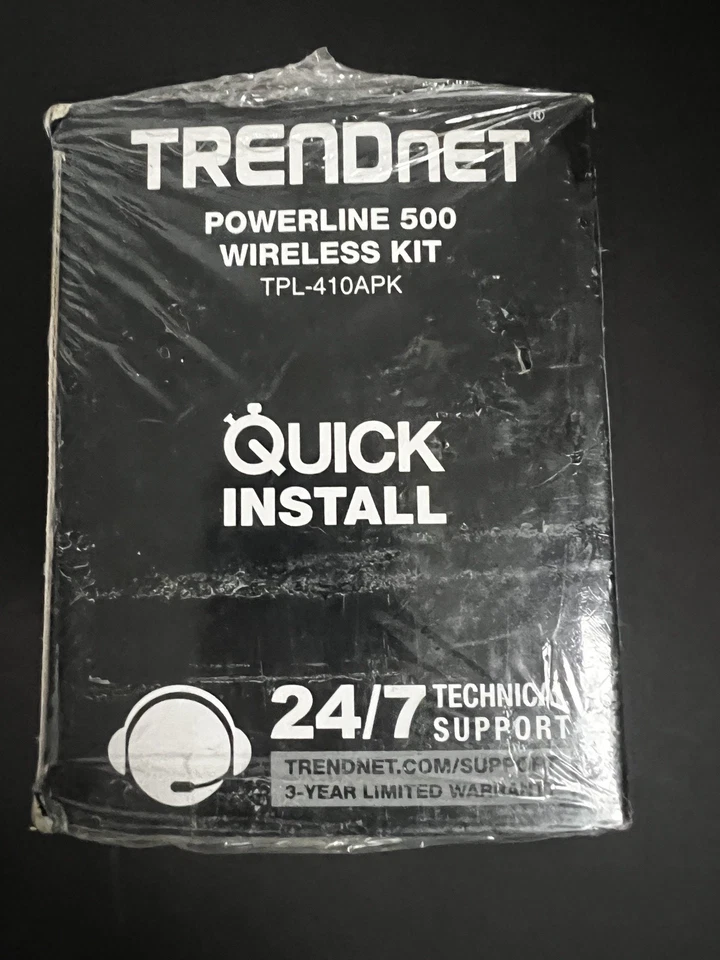 TRENDNET®
POWERLINE 500
WIRELESS KIT
TPL-410APK
QUICK
INSTALL
24/7 TECHNICAL
SUPPORT
TRENDNET.COM/SUPPORT
3-YEAR LIMITED WARRANTY